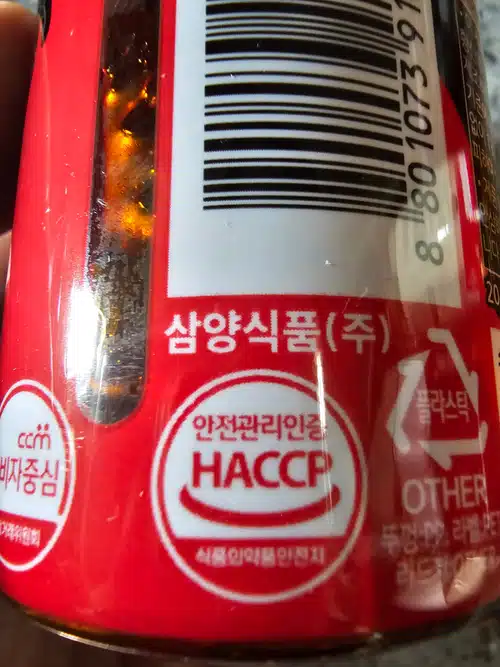 8 801073 91
삼양식품(주)
ccm
비자중심
안전관리인증
HACCP
식품의약품안전처
플라스틱
OTHER